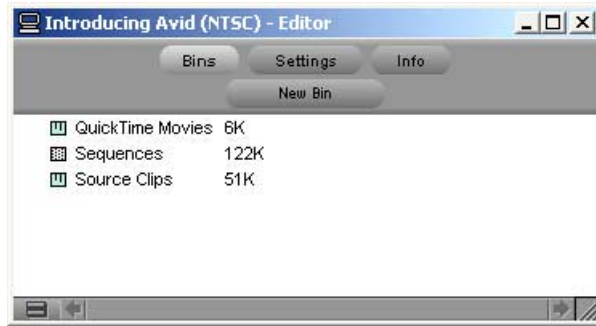 Introducing Avid (NTSC) - Editor
Bins Settings Info
New Bin
QuickTime Movies 6K
Sequences 122K
Source Clips 51K